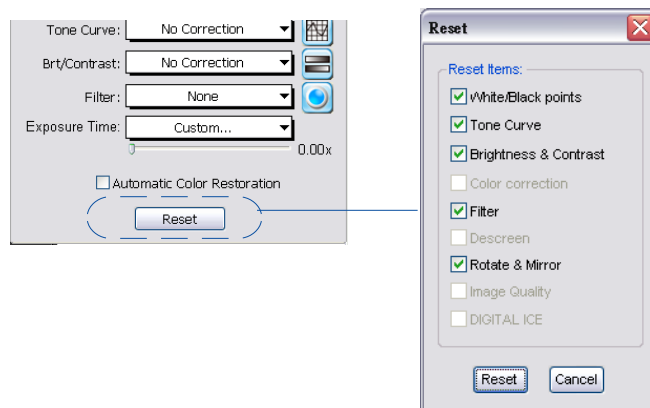 Tone Curve: No Correction
Brt/Contrast: No Correction
Filter: None
Exposure Time: Custom...
0.00x
Automatic Color Restoration
Reset
Reset
Reset Items:
White/Black points
Tone Curve
Brightness & Contrast
Color correction
Filter
Descreen
Rotate & Mirror
Image Quality
DIGITAL ICE
Reset Cancel